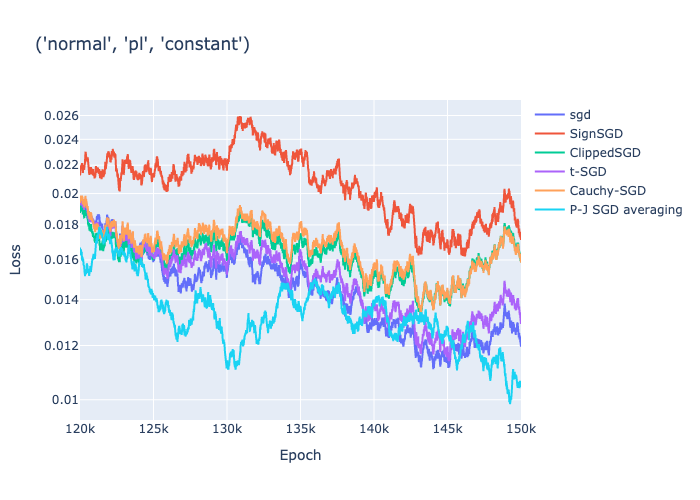 ('normal', 'pl', 'constant')
0.026
0.024
0.022
0.02
0.018
0.016
0.014
0.012
0.01
Loss
120k
125k
130k
135k
140k
145k
150k
Epoch
sgd
SignSGD
ClippedSGD
t-SGD
Cauchy-SGD
P-J SGD averaging